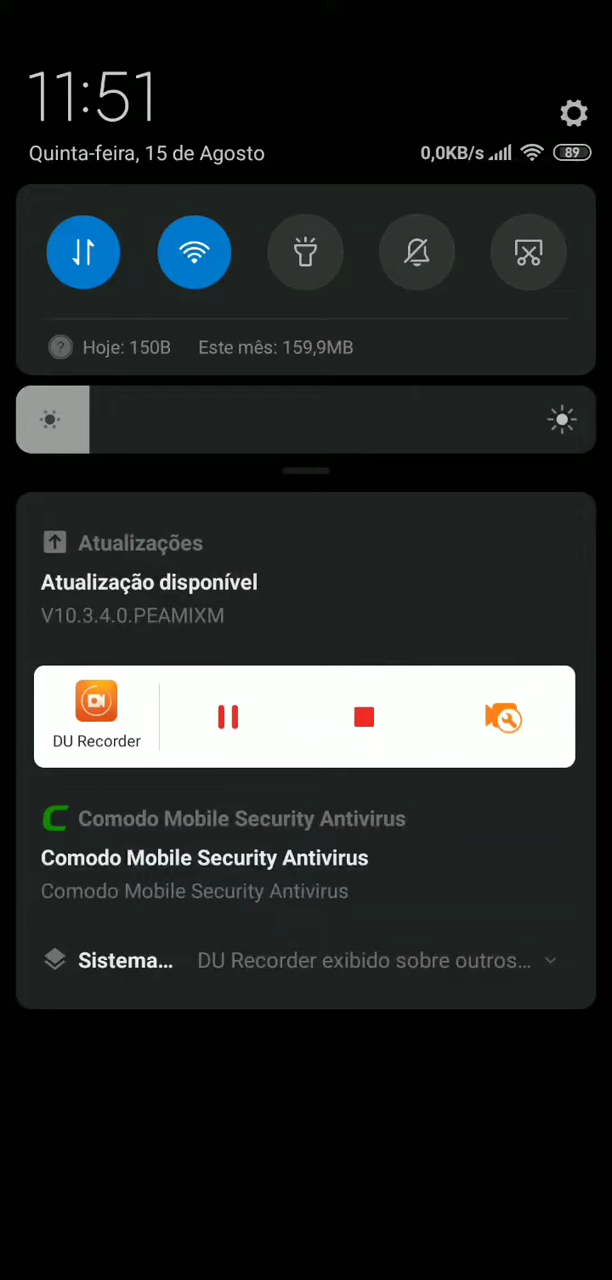 11:51
Quinta-feira, 15 de Agosto 0,0KB/s 89
? Hoje: 150B Este mês: 159,9MB
Atualizações
Atualização disponível
V10.3.4.0.PEAMIXM
DU Recorder
Comodo Mobile Security Antivirus
Comodo Mobile Security Antivirus
Comodo Mobile Security Antivirus
Sistema... DU Recorder exibido sobre outros...